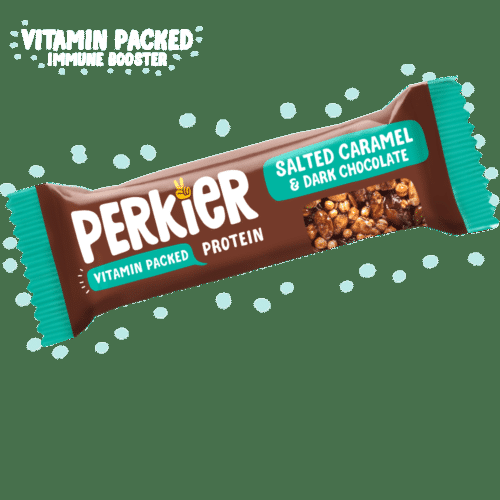 VITAMIN PACKED
IMMUNE BOOSTER
SALTED CARAMEL
& DARK CHOCOLATE
PERKIER
PROTEIN
VITAMIN PACKED